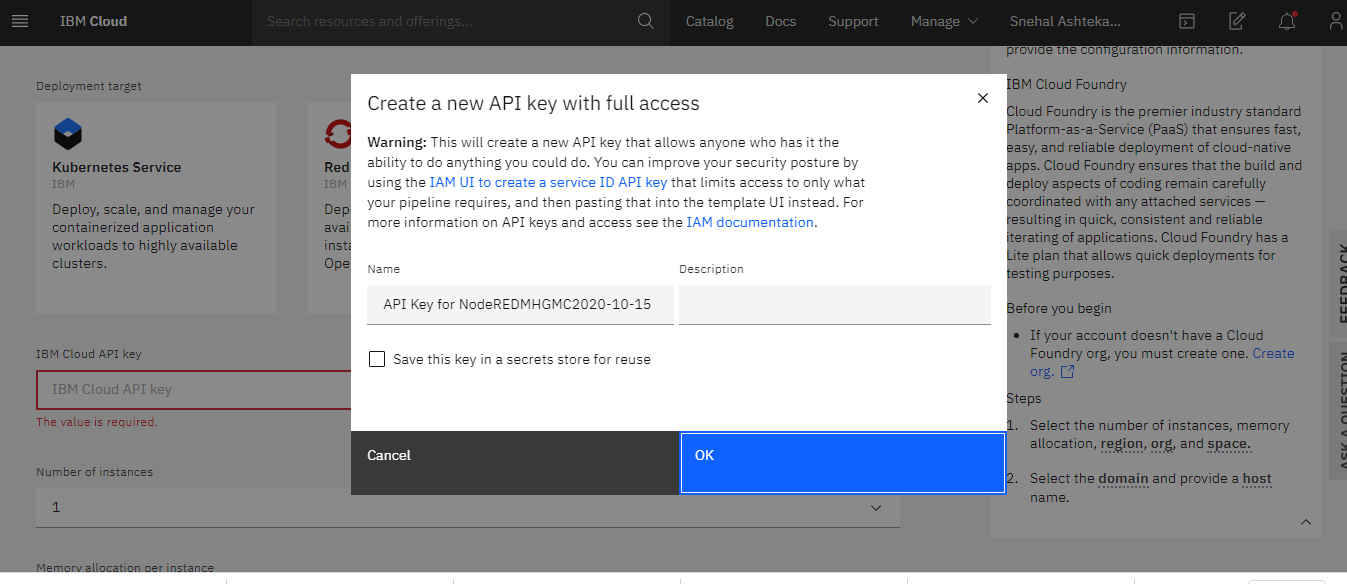 IBM Cloud
Search resources and offerings...
Catalog
Docs
Support
Manage
Snehal Ashteka...
Deployment target
Kubernetes Service
IBM
Deploy, scale, and manage your
containerized application
workloads to highly available
clusters.
Red
IBM
Dep
avai
insta
Ope
IBM Cloud API key
IBM Cloud API key
The value is required.
Number of instances
1
Memory allocation per instance
Create a new API key with full access
Warning: This will create a new API key that allows anyone who has it the
ability to do anything you could do. You can improve your security posture by
using the IAM UI to create a service ID API key that limits access to only what
your pipeline requires, and then pasting that into the template UI instead. For
more information on API keys and access see the IAM documentation.
Name
Description
API Key for NodeREDMHGMC2020-10-15
Save this key in a secrets store for reuse
Cancel
OK
provide the configuration information.
IBM Cloud Foundry
Cloud Foundry is the premier industry standard
Platform-as-a-Service (PaaS) that ensures fast,
easy, and reliable deployment of cloud-native
apps. Cloud Foundry ensures that the build and
deploy aspects of coding remain carefully
coordinated with any attached services —
resulting in quick, consistent and reliable
iterating of applications. Cloud Foundry has a
Lite plan that allows quick deployments for
testing purposes.
Before you begin
• If your account doesn't have a Cloud
Foundry org, you must create one. Create
org.
Steps
1. Select the number of instances, memory
allocation, region, org, and space.
2. Select the domain and provide a host
name.
FEEDBACK
ASK A QUESTION